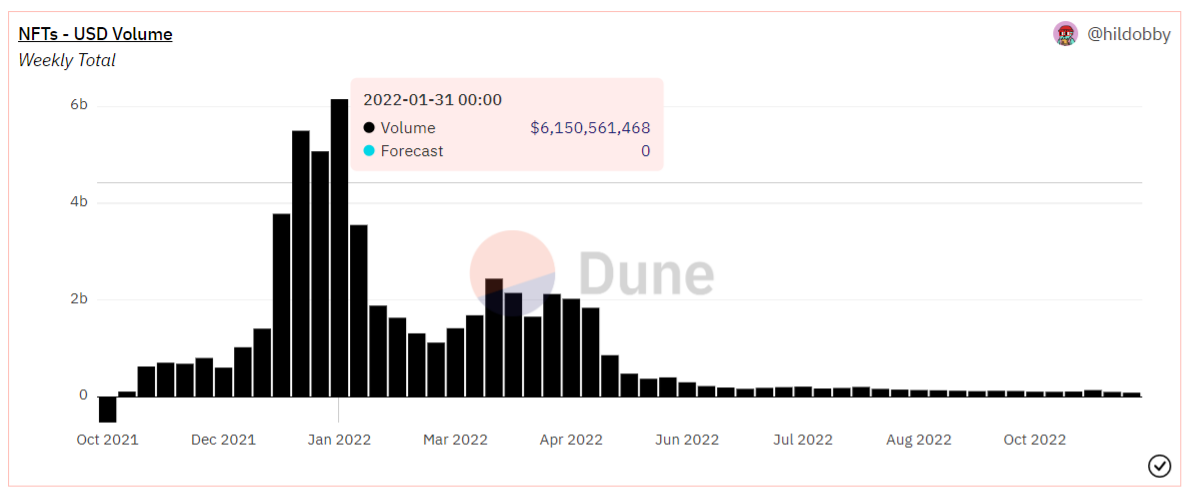 NFTs - USD Volume
@hildobby
Weekly Total
2022-01-31 00:00
Volume $6,150,561,468
Forecast 0
6b
4b
2b
0
Dune
Oct 2021 Dec 2021 Jan 2022 Mar 2022 Apr 2022 Jun 2022 Jul 2022 Aug 2022 Oct 2022